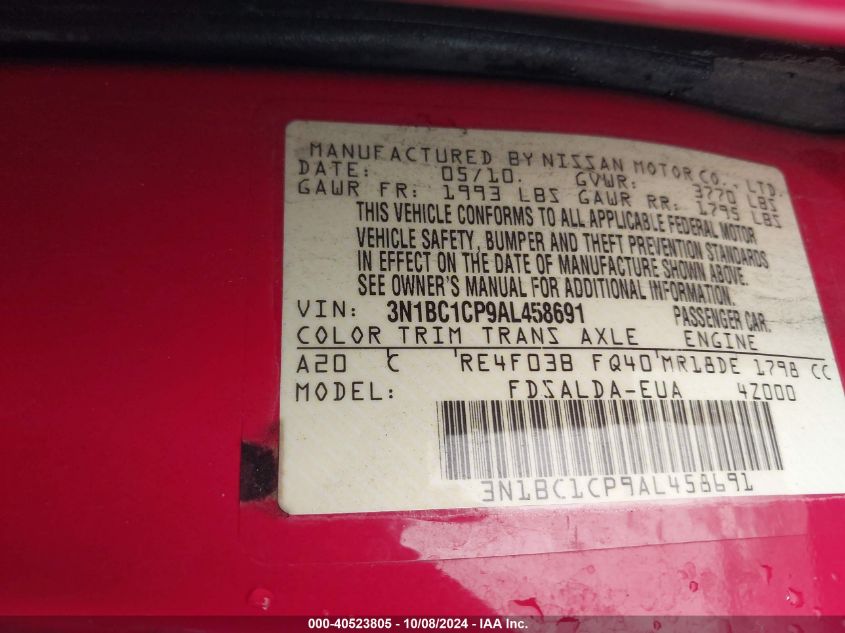 MANUFACTURED BY NISSAN MOTOR CO., LTD.
DATE: 05/10. GVWR: 3770 LBS
GAWR FR: 1993 LBS GAWR RR: 1795 LBS
THIS VEHICLE CONFORMS TO ALL APPLICABLE FEDERAL MOTOR
VEHICLE SAFETY, BUMPER AND THEFT PREVENTION STANDARDS
IN EFFECT ON THE DATE OF MANUFACTURE SHOWN ABOVE.
SEE OWNER'S MANUAL FOR ADDITIONAL INFORMATION.
VIN: 3N1BC1CP9AL458691 PASSENGER CAR.
COLOR TRIM TRANS AXLE ENGINE
A20 C RE4F03B FQ40 MR18DE 1798 CC
MODEL: FDSALDA-EUA 4Z000
3N1BC1CP9AL458691
000-40523805 - 10/08/2024 - IAA Inc.